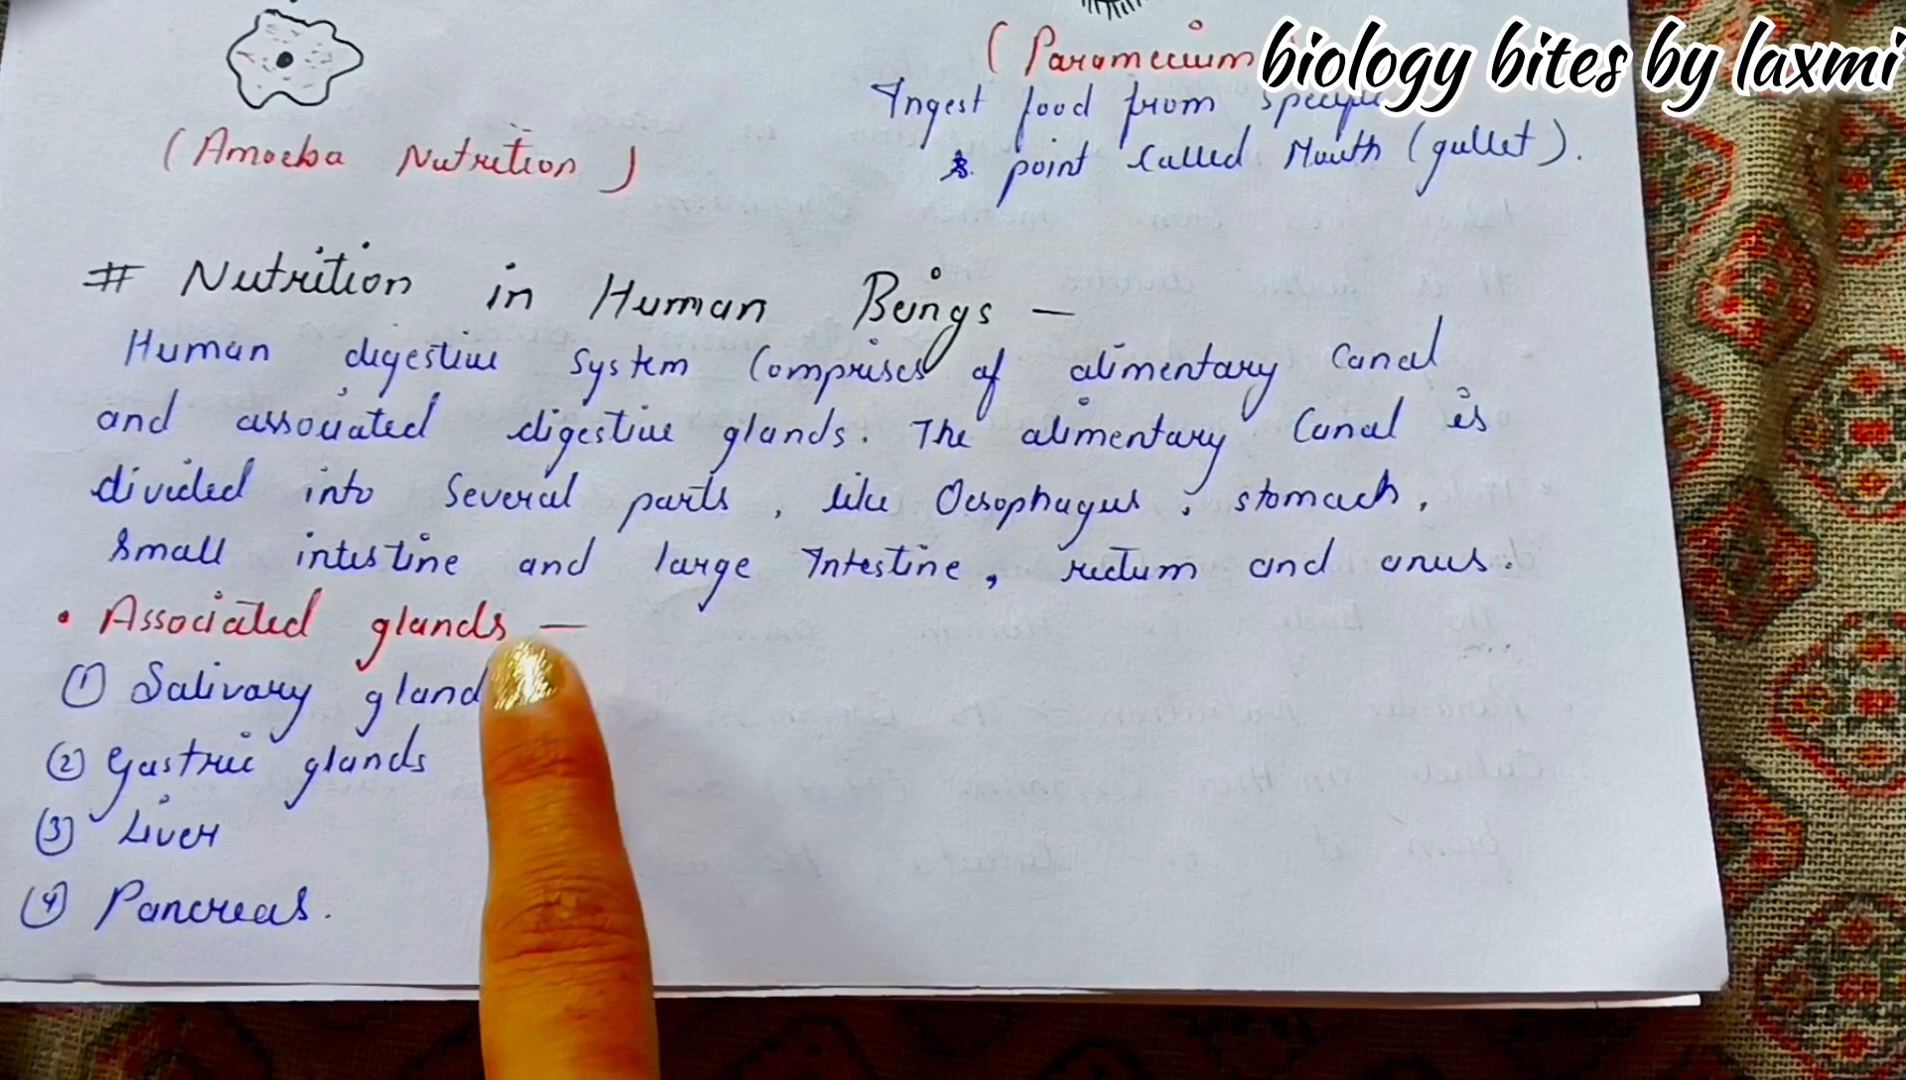 biology bites by laxmi
(Paramecium
Ingest food from
point called Mouth (gullet).
(Amoeba Nutrition)
# Nutrition in Human Beings —
Human digestive system comprises of alimentary canal
and associated digestive glands. The alimentary Canal is
divided into several parts, like Oesophagus, stomach,
small intestine and large Intestine, rectum and anus.
• Associated glands —
(1) Salivary gland
(2) Gastric glands
(3) Liver
(4) Pancreas.